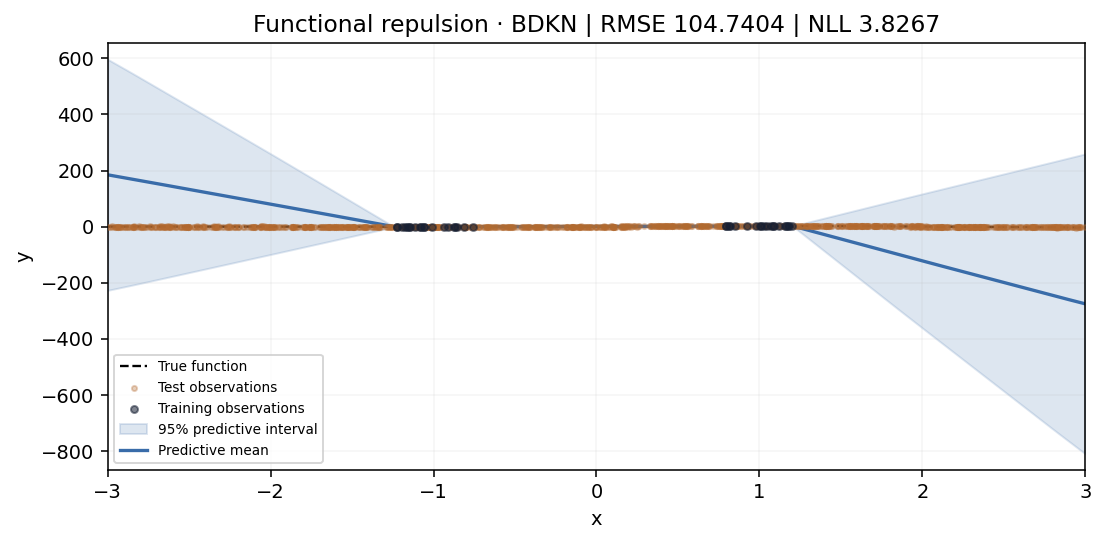 Functional repulsion · BDKN | RMSE 104.7404 | NLL 3.8267
600
400
200
0
−200
−400
−600
−800
y
True function
Test observations
Training observations
95% predictive interval
Predictive mean
−3 −2 −1 0 1 2 3
x